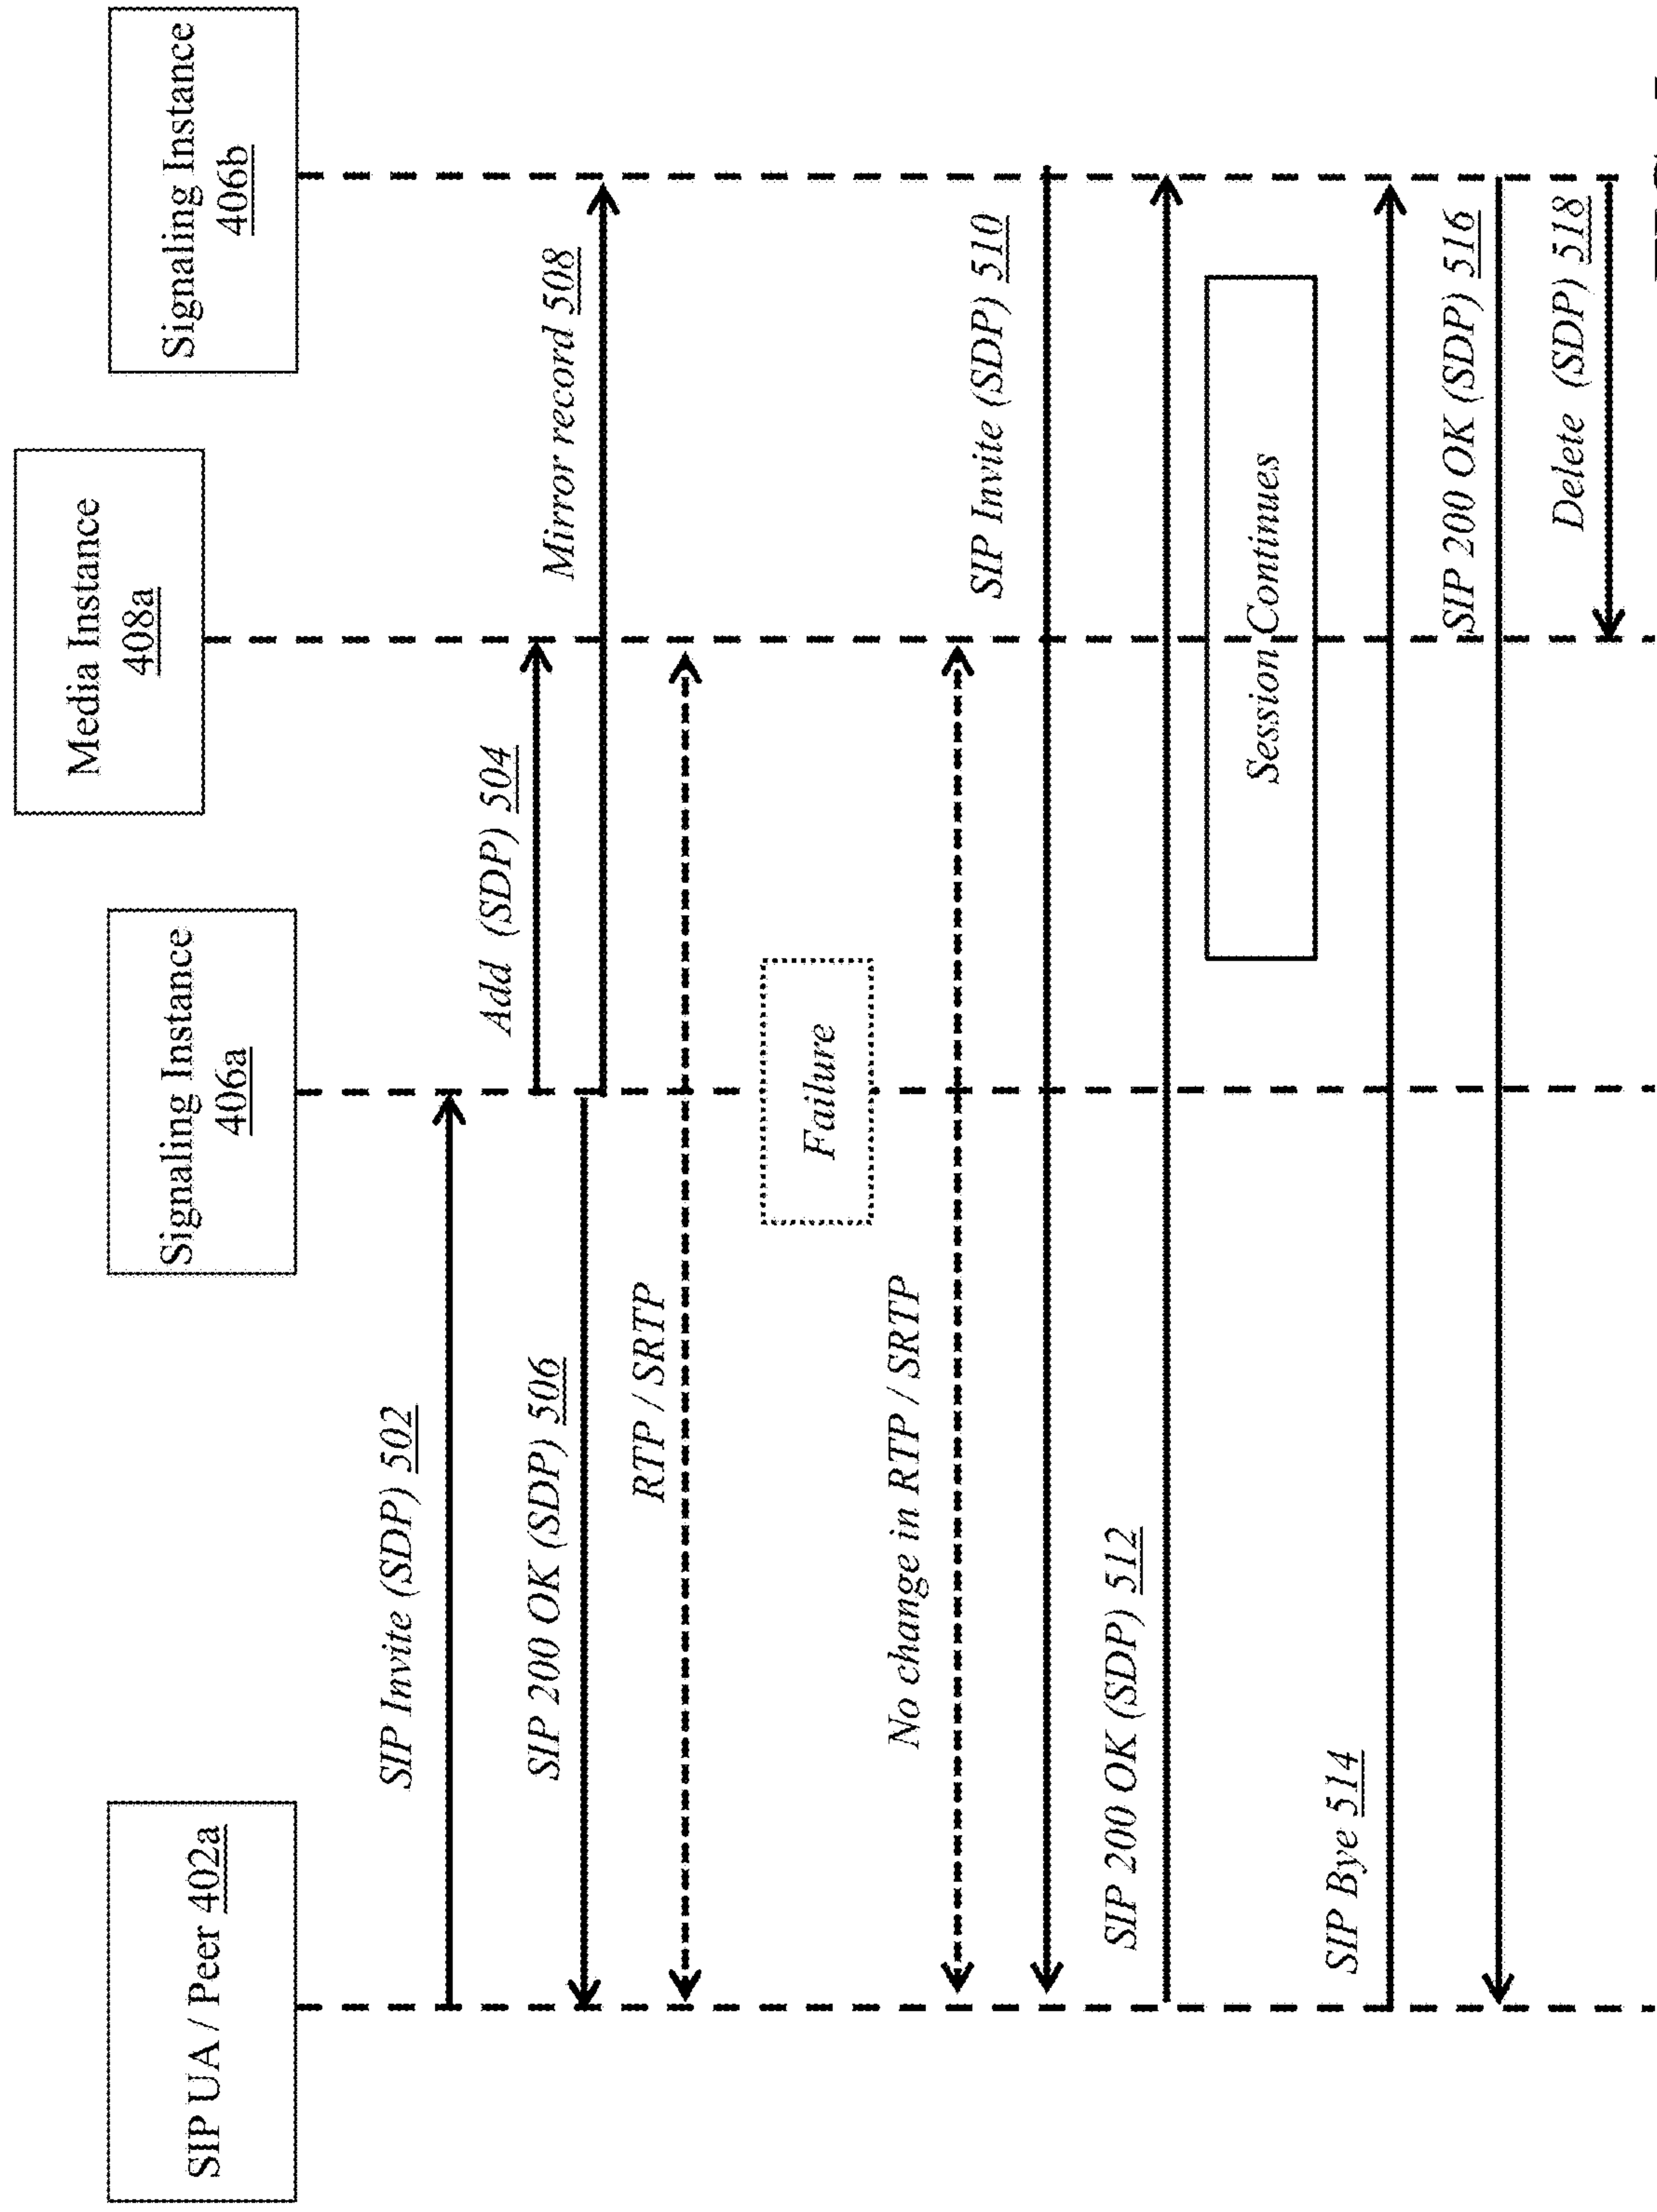 SIP UA / Peer 402a
Signaling Instance
406a
Media Instance
408a
Signaling Instance
406b
SIP Invite (SDP) 502
Add (SDP) 504
SIP 200 OK (SDP) 506
Mirror record 508
RTP / SRTP
Failure
No change in RTP / SRTP
SIP Invite (SDP) 510
SIP 200 OK (SDP) 512
Session Continues
SIP Bye 514
SIP 200 OK (SDP) 516
Delete (SDP) 518